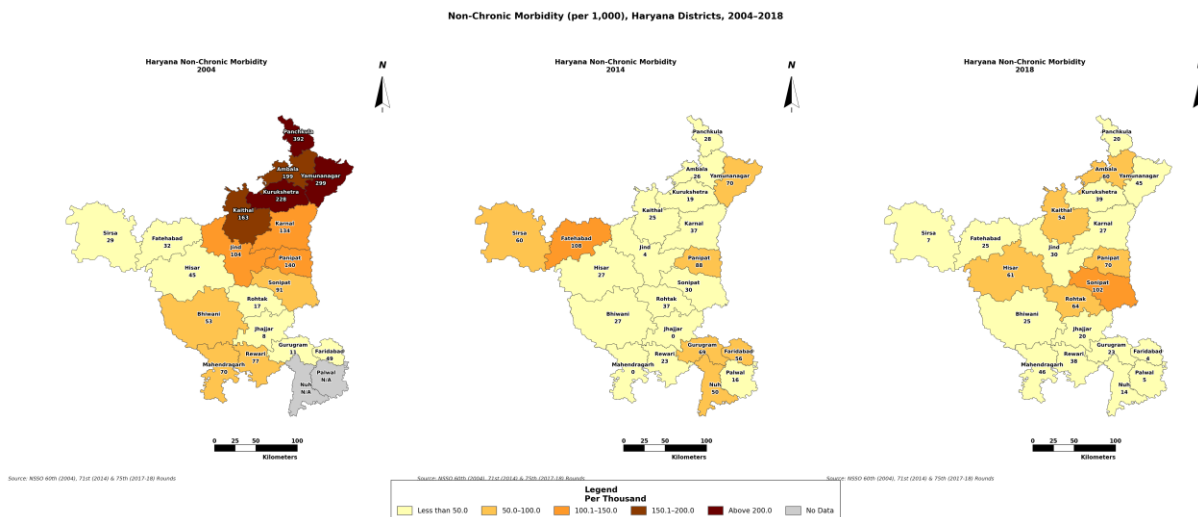 Non-Chronic Morbidity (per 1,000), Haryana Districts, 2004–2018
Haryana Non-Chronic Morbidity
2004
N
Panchkula
392
Ambala
199
Yamunanagar
299
Kurukshetra
228
Kaithal
163
Karnal
134
Sirsa
29
Fatehabad
32
Jind
104
Panipat
140
Hisar
45
Sonipat
91
Rohtak
17
Bhiwani
53
Jhajjar
8
Gurugram
11
Faridabad
48
Rewari
77
Mahendragarh
70
Palwal
N/A
Nuh
N/A
0 25 50 100
Kilometers
Source: NSSO 60th (2004), 71st (2014) & 75th (2017-18) Rounds
Haryana Non-Chronic Morbidity
2014
N
Panchkula
28
Ambala
26
Yamunanagar
70
Kurukshetra
19
Kaithal
25
Karnal
37
Sirsa
60
Fatehabad
108
Jind
4
Panipat
88
Hisar
27
Sonipat
30
Rohtak
37
Bhiwani
27
Jhajjar
0
Gurugram
69
Faridabad
56
Rewari
23
Mahendragarh
0
Palwal
16
Nuh
50
0 25 50 100
Kilometers
Source: NSSO 60th (2004), 71st (2014) & 75th (2017-18) Rounds
Haryana Non-Chronic Morbidity
2018
Panchkula
20
Ambala
60
Yamunanagar
45
Kurukshetra
39
Kaithal
54
Karnal
27
Sirsa
7
Fatehabad
25
Jind
30
Panipat
70
Hisar
61
Sonipat
102
Rohtak
64
Bhiwani
25
Jhajjar
20
Gurugram
23
Faridabad
Rewari
38
Mahendragarh
46
Palwal
5
Nuh
14
0 25 50 100
Kilometers
Source: NSSO 60th (2004), 71st (2014) & 75th (2017-18) Rounds
Legend
Per Thousand
Less than 50.0
50.0–100.0
100.1–150.0
150.1–200.0
Above 200.0
No Data